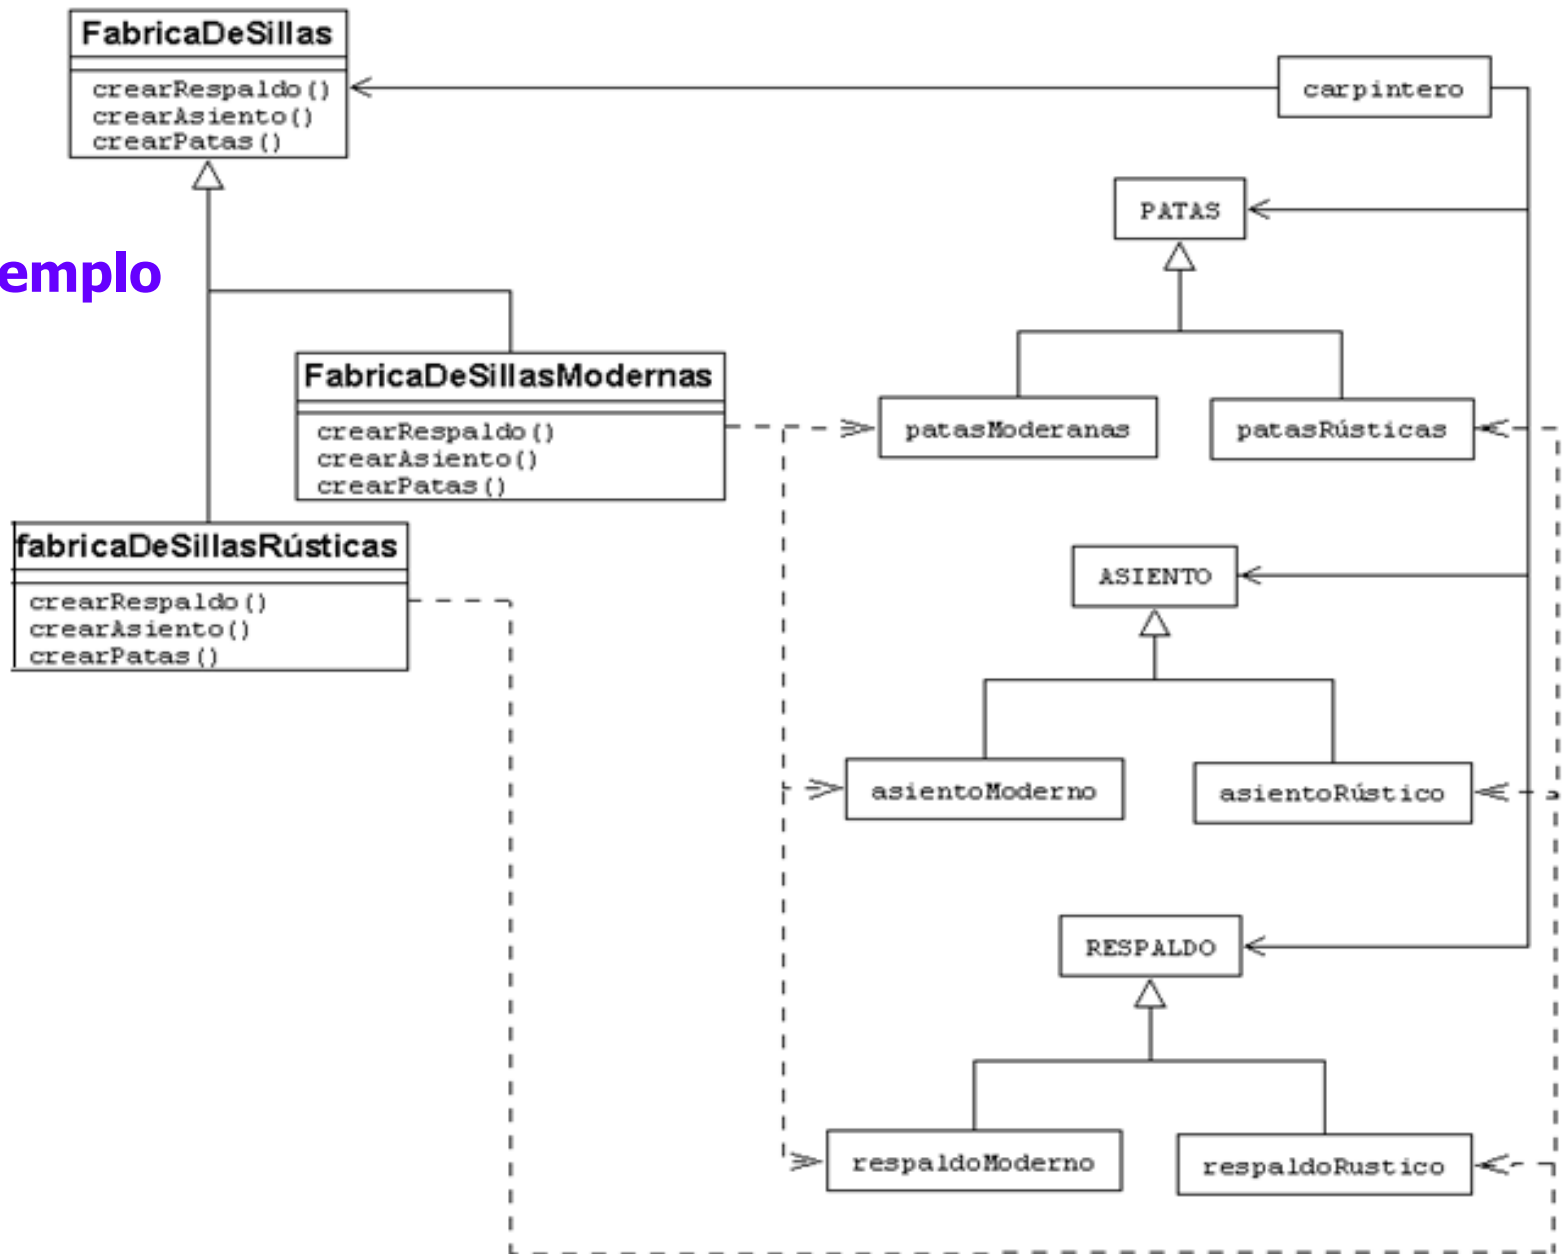 FabricaDeSillas
crearRespaldo()
crearAsiento()
crearPatas()
carpintero
PATAS
emplo
FabricaDeSillasModernas
crearRespaldo()
crearAsiento()
crearPatas()
patasModeranas
patasRústicas
fabricaDeSillasRústicas
crearRespaldo()
crearAsiento()
crearPatas()
ASIENTO
asientoModerno
asientoRústico
RESPALDO
respaldoModerno
respaldoRustico